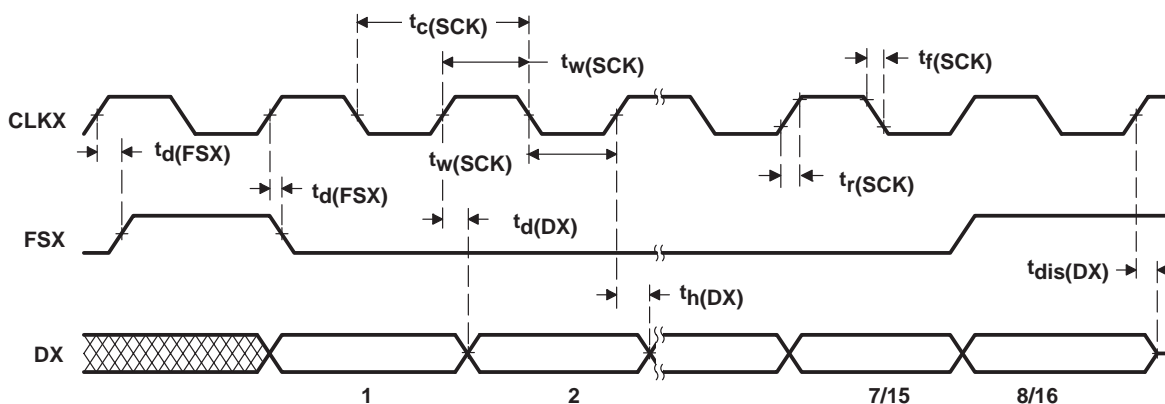 tc(SCK)
tw(SCK)
tf(SCK)
CLKX
td(FSX)
tw(SCK)
tr(SCK)
td(FSX)
td(DX)
FSX
tdis(DX)
th(DX)
DX
1 2 7/15 8/16